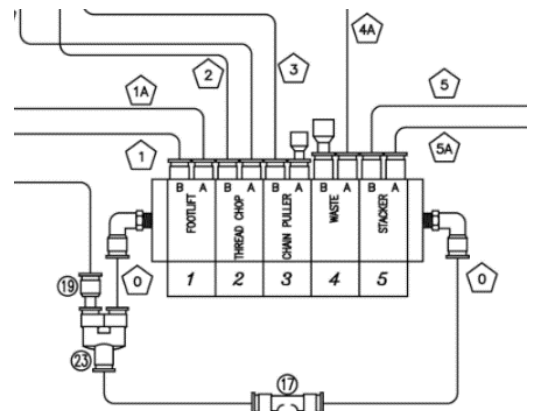 4A
2
3
5
1A
1
5A
B A B A B A B A B A
FOOTLIFT
THREAD CHOP
CHAIN PULLER
WASTE
STACKER
1 2 3 4 5
0
0
19
23
17